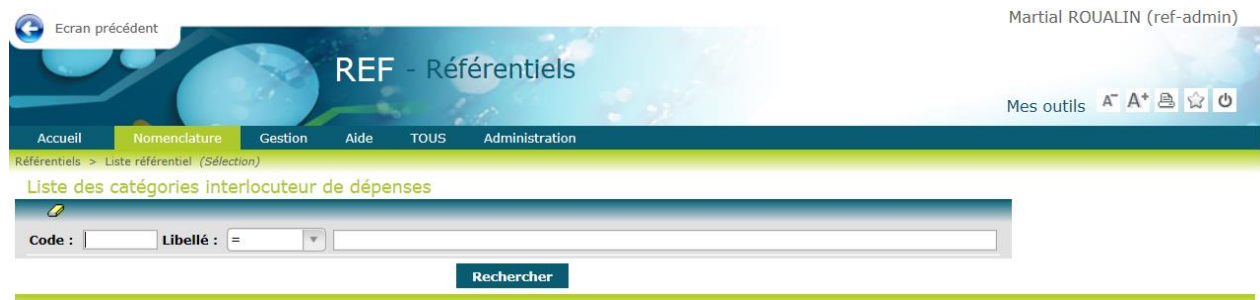 Ecran précédent
Martial ROUALIN (ref-admin)
REF - Référentiels
Mes outils A- A+
Accueil Nomenclature Gestion Aide TOUS Administration
Référentiels > Liste référentiel (Sélection)
Liste des catégories interlocuteur de dépenses
Code : Libellé : =
Rechercher